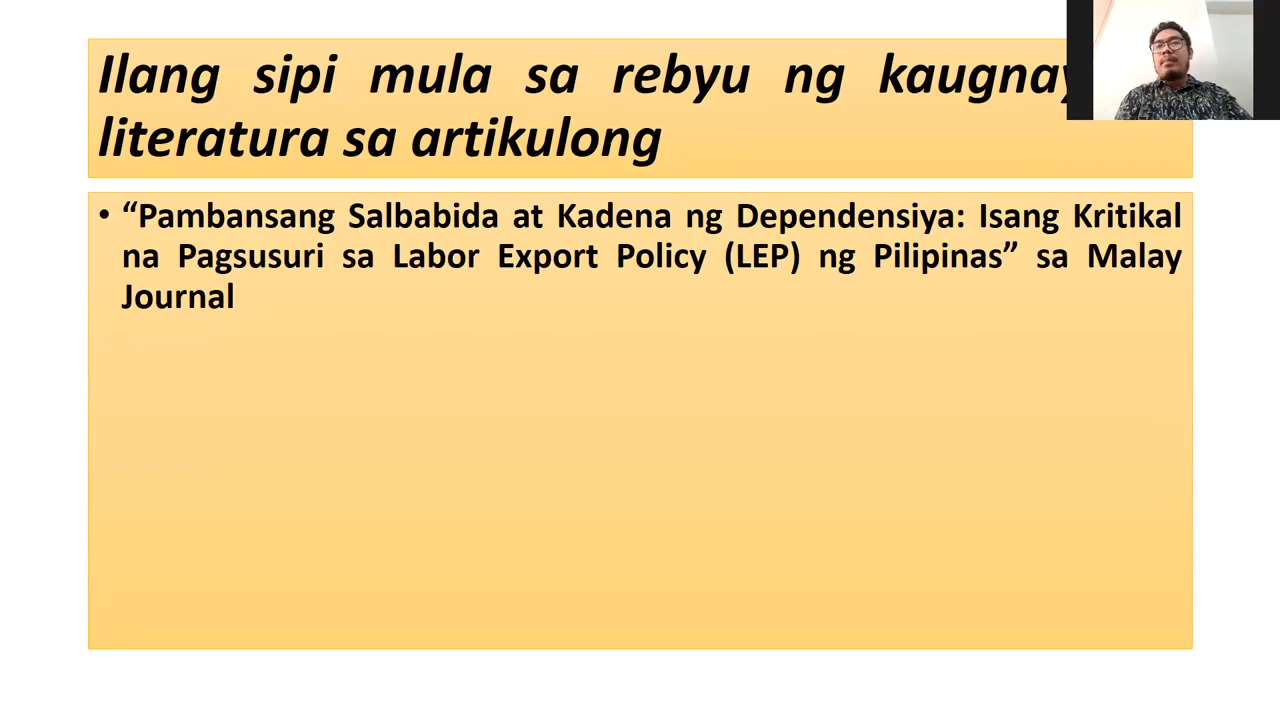 Ilang sipi mula sa rebyu ng
literatura sa artikulong
• “Pambansang Salbabida at Kadena ng Dependensiya: Isang Kritikal
na Pagsusuri sa Labor Export Policy (LEP) ng Pilipinas” sa Malay
Journal